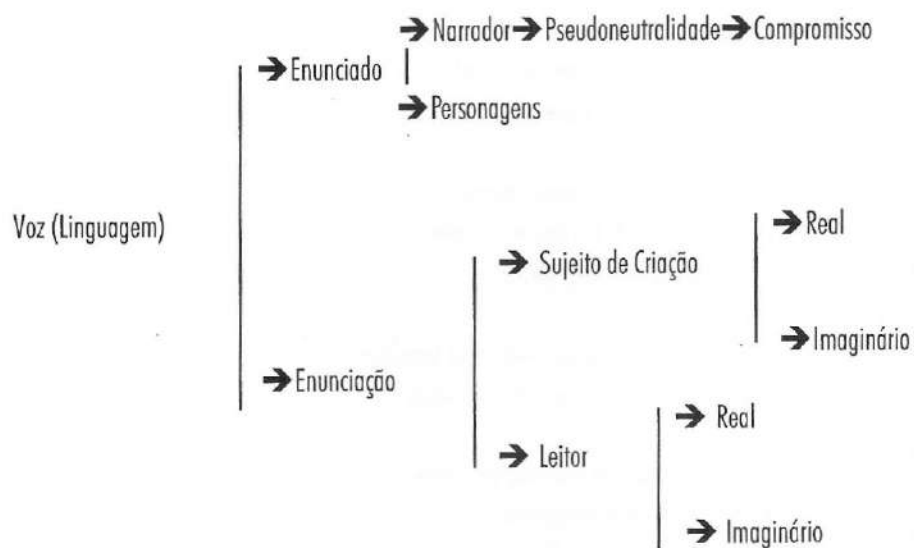 Narrador Pseudoneutralidade Compromisso
Enunciado
Personagens
Voz (Linguagem)
Real
Sujeito de Criação
Imaginário
Enunciação
Real
Leitor
Imaginário